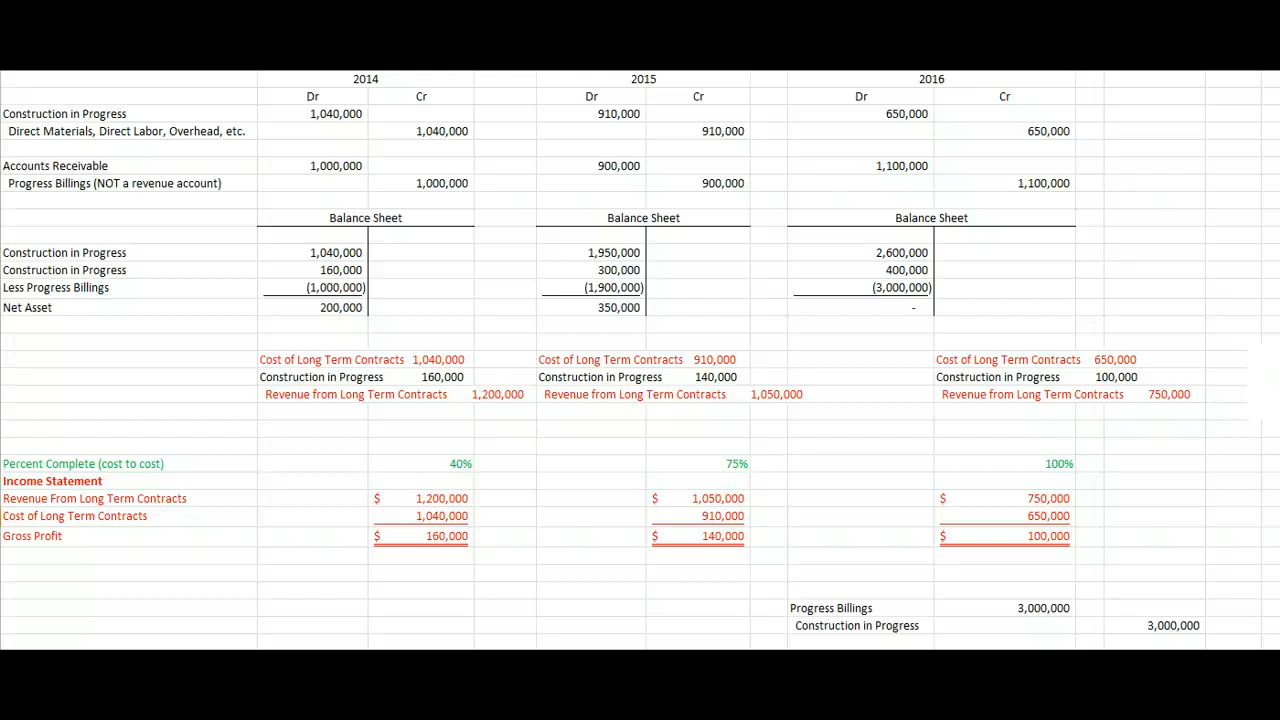 2014 2015 2016
Dr Cr Dr Cr Dr Cr
Construction in Progress 1,040,000 910,000 650,000
Direct Materials, Direct Labor, Overhead, etc. 1,040,000 910,000 650,000
Accounts Receivable 1,000,000 900,000 1,100,000
Progress Billings (NOT a revenue account) 1,000,000 900,000 1,100,000
Balance Sheet Balance Sheet Balance Sheet
Construction in Progress 1,040,000 1,950,000 2,600,000
Construction in Progress 160,000 300,000 400,000
Less Progress Billings (1,000,000) (1,900,000) (3,000,000)
Net Asset 200,000 350,000 -
Cost of Long Term Contracts 1,040,000 Cost of Long Term Contracts 910,000 Cost of Long Term Contracts 650,000
Construction in Progress 160,000 Construction in Progress 140,000 Construction in Progress 100,000
Revenue from Long Term Contracts 1,200,000 Revenue from Long Term Contracts 1,050,000 Revenue from Long Term Contracts 750,000
Percent Complete (cost to cost) 40% 75% 100%
Income Statement
Revenue From Long Term Contracts $ 1,200,000 $ 1,050,000 $ 750,000
Cost of Long Term Contracts 1,040,000 910,000 650,000
Gross Profit $ 160,000 $ 140,000 $ 100,000
Progress Billings 3,000,000
Construction in Progress 3,000,000